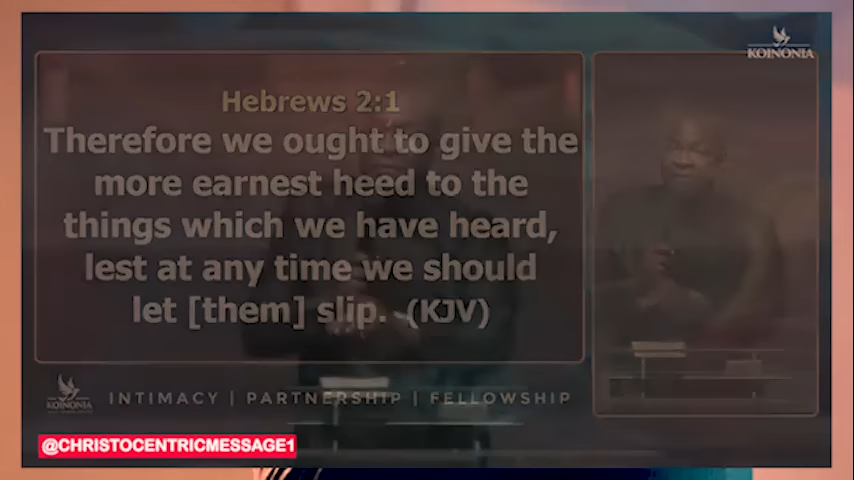 KOINONIA
Hebrews 2:1
Therefore we ought to give the
more earnest heed to the
things which we have heard,
lest at any time we should
let [them] slip. (KJV)
KOINONIA
INTIMACY | PARTNERSHIP | FELLOWSHIP
@CHRISTOCENTRICMESSAGE1